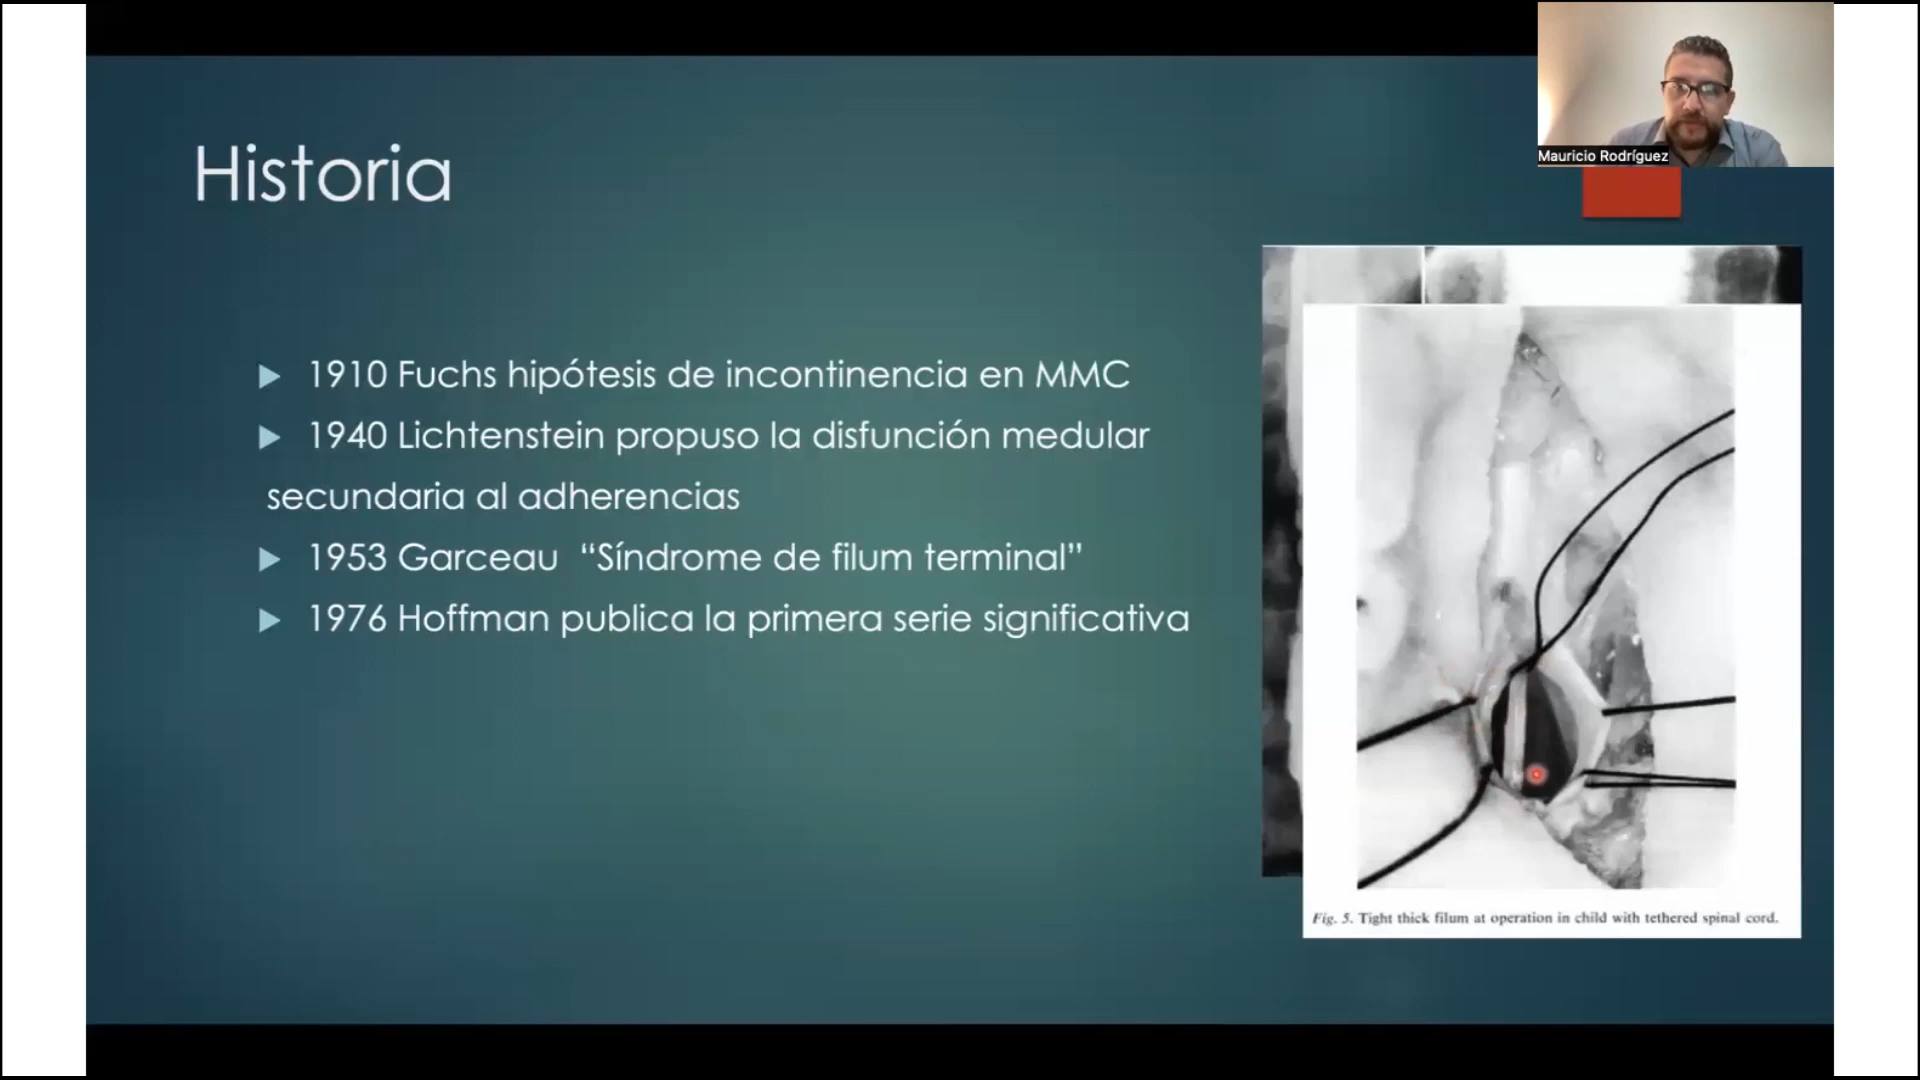 Mauricio Rodríguez
Historia
1910 Fuchs hipótesis de incontinencia en MMC
1940 Lichtenstein propuso la disfunción medular
secundaria al adherencias
1953 Garceau “Síndrome de filum terminal”
1976 Hoffman publica la primera serie significativa
Fig. 5. Tight thick filum at operation in child with tethered spinal cord.